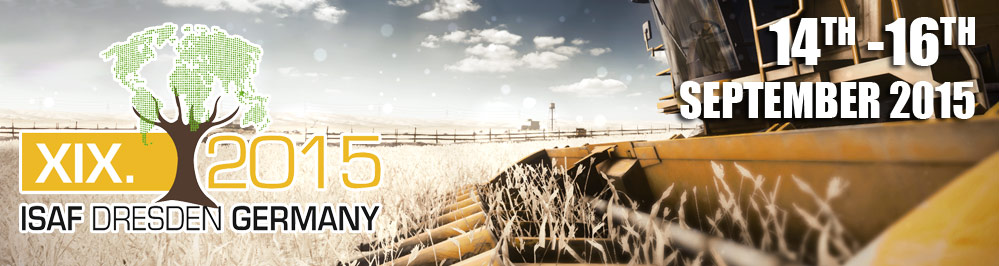 14TH -16TH
SEPTEMBER 2015
XIX. 2015
ISAF DRESDEN GERMANY